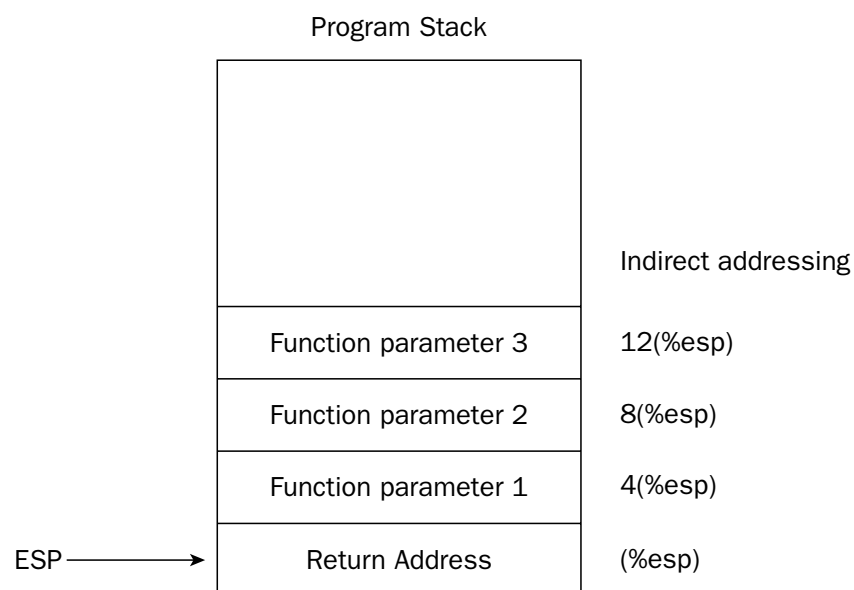 Program Stack
Indirect addressing
Function parameter 3 12(%esp)
Function parameter 2 8(%esp)
Function parameter 1 4(%esp)
ESP Return Address (%esp)